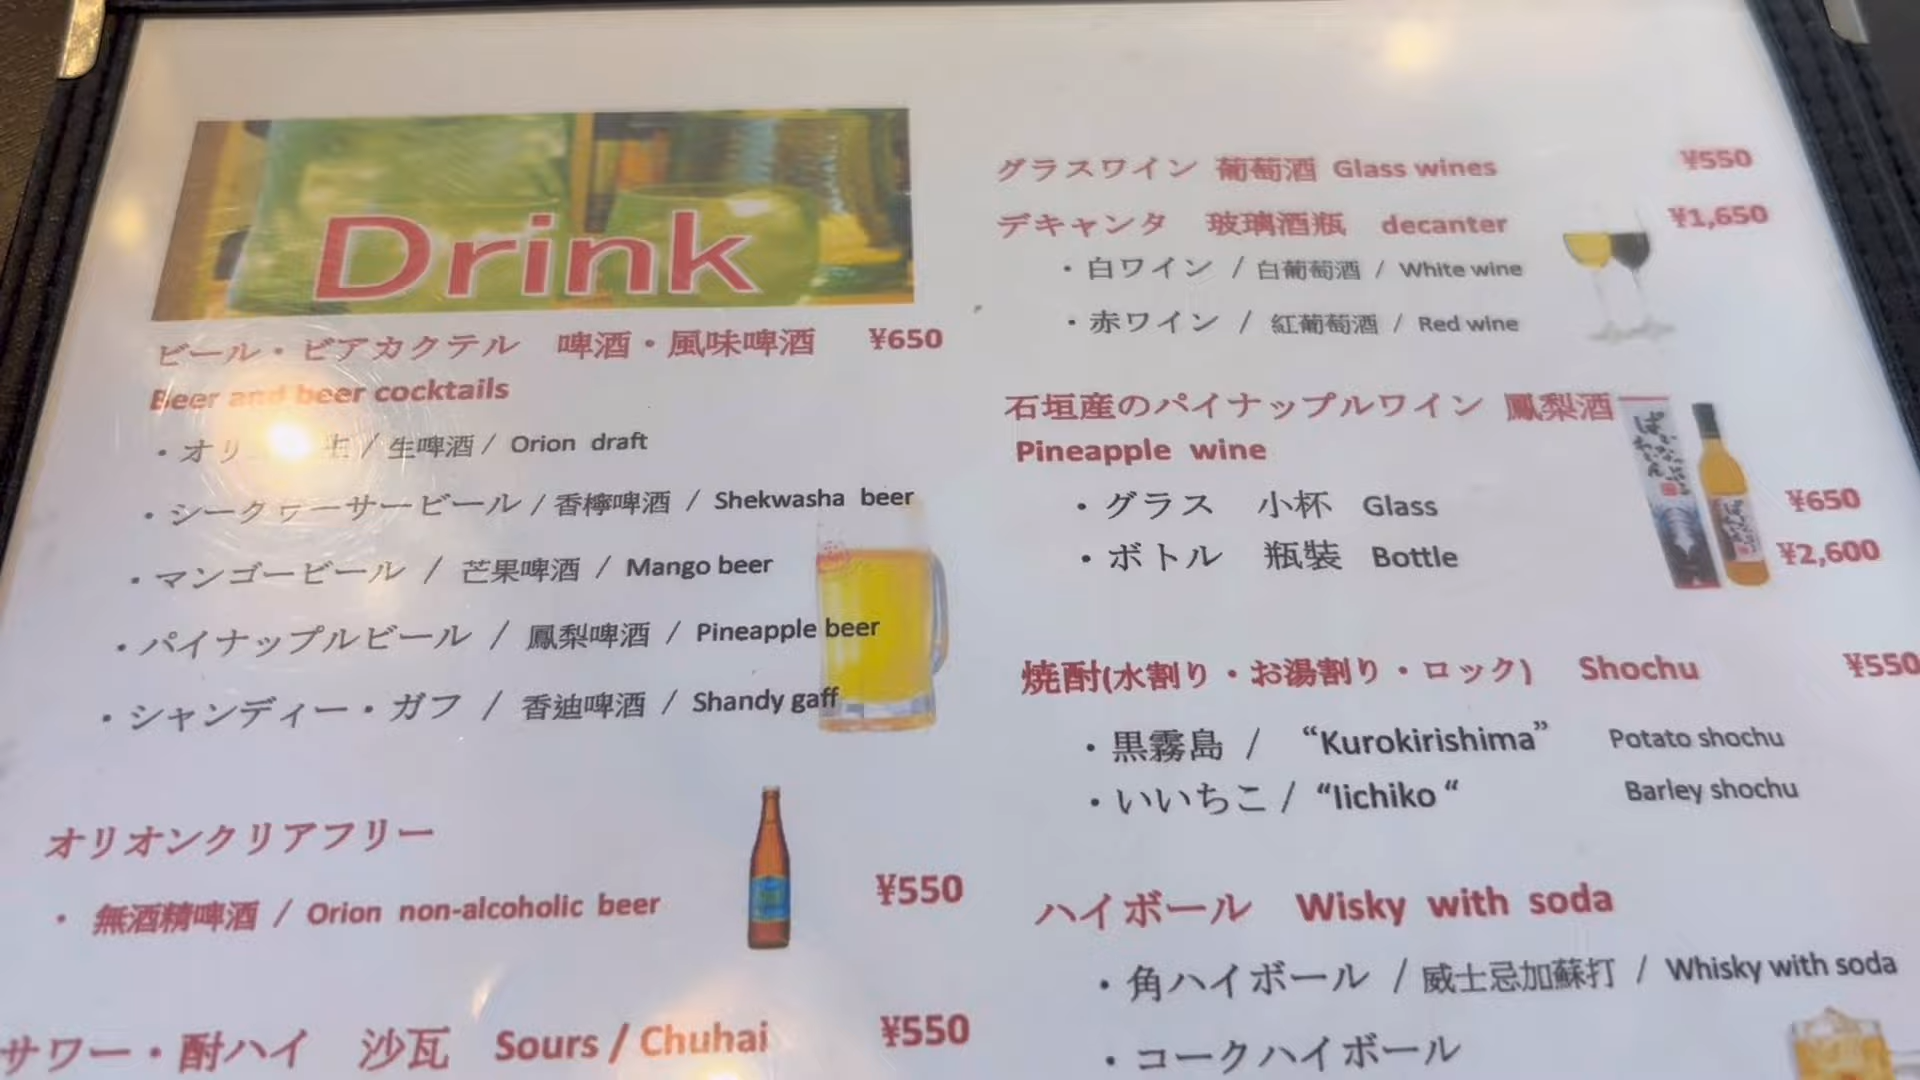 Drink
ビール・ビアカクテル 啤酒・風味啤酒 ¥650
Beer and beer cocktails
・オリ 生 / 生啤酒 / Orion draft
・シークヮーサービール / 香檸啤酒 / Shekwasha beer
・マンゴービール / 芒果啤酒 / Mango beer
・パイナップルビール / 鳳梨啤酒 / Pineapple beer
・シャンディー・ガフ / 香迪啤酒 / Shandy gaff
オリオンクリアフリー
・無酒精啤酒 / Orion non-alcoholic beer ¥550
サワー・酎ハイ 沙瓦 Sours / Chuhai ¥550
グラスワイン 葡萄酒 Glass wines ¥550
デキャンタ 玻璃酒瓶 decanter ¥1,650
・白ワイン / 白葡萄酒 / White wine
・赤ワイン / 紅葡萄酒 / Red wine
石垣産のパイナップルワイン 鳳梨酒
Pineapple wine
・グラス 小杯 Glass ¥650
・ボトル 瓶裝 Bottle ¥2,600
焼酎(水割り・お湯割り・ロック) Shochu ¥550
・黒霧島 / “Kurokirishima” Potato shochu
・いいちこ / “Iichiko “ Barley shochu
ハイボール Wisky with soda
・角ハイボール / 威士忌加蘇打 / Whisky with soda
・コークハイボール